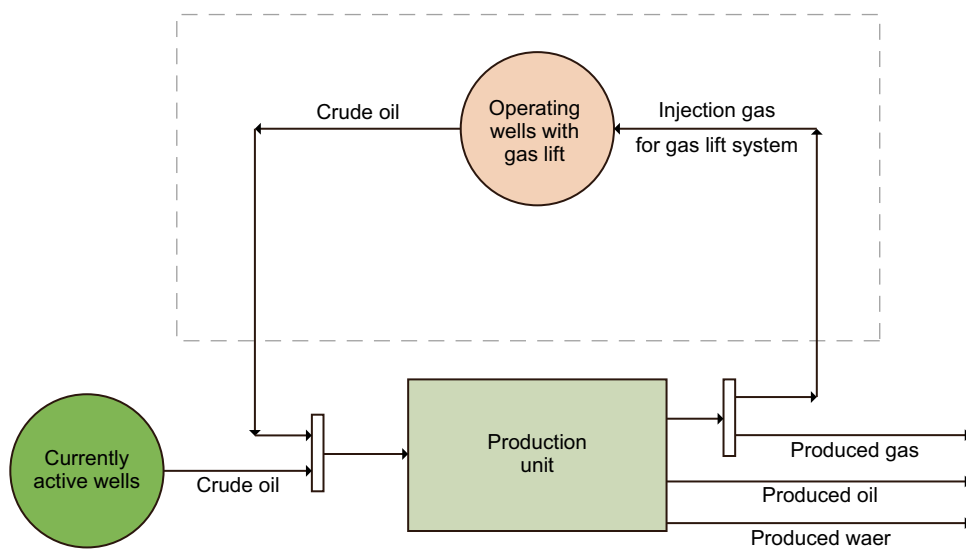 Crude oil
Operating
wells with
gas lift
Injection gas
for gas lift system
Currently
active wells
Crude oil
Production
unit
Produced gas
Produced oil
Produced waer